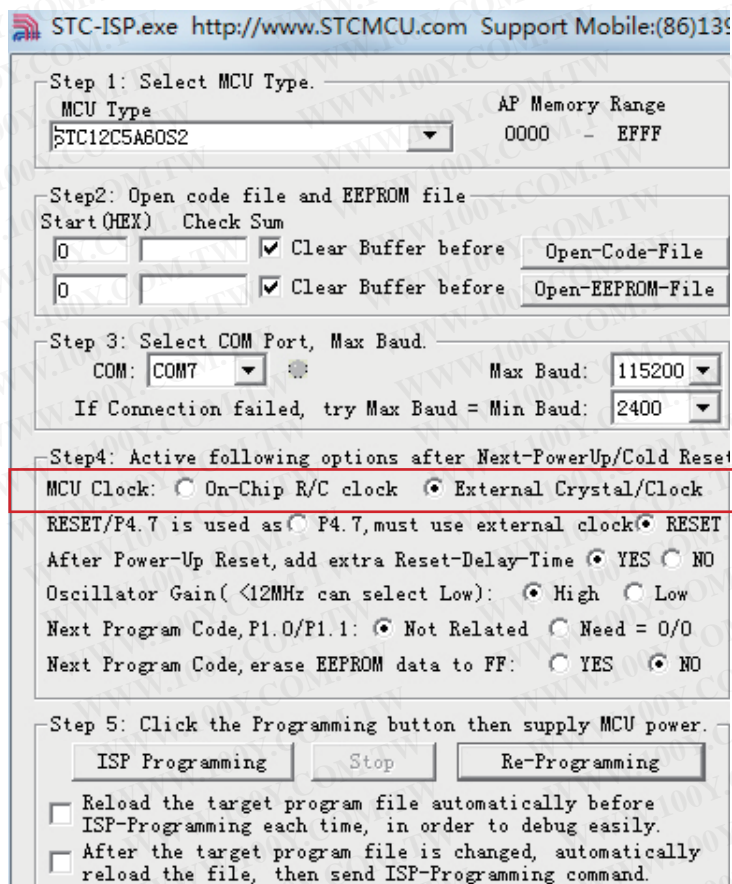 STC-ISP.exe http://www.STCMCU.com Support Mobile:(86)139
Step 1: Select MCU Type.
MCU Type AP Memory Range
STC12C5A60S2 0000 - EFFF
Step2: Open code file and EEPROM file
Start(HEX) Check Sum
0 Clear Buffer before Open-Code-File
0 Clear Buffer before Open-EEPROM-File
Step 3: Select COM Port, Max Baud.
COM: COM7 Max Baud: 115200
If Connection failed, try Max Baud = Min Baud: 2400
Step4: Active following options after Next-PowerUp/Cold Reset
MCU Clock: On-Chip R/C clock External Crystal/Clock
RESET/P4.7 is used as P4.7,must use external clock RESET
After Power-Up Reset, add extra Reset-Delay-Time YES NO
Oscillator Gain( <12MHz can select Low): High Low
Next Program Code,P1.0/P1.1: Not Related Need = 0/0
Next Program Code,erase EEPROM data to FF: YES NO
Step 5: Click the Programming button then supply MCU power.
ISP Programming Stop Re-Programming
Reload the target program file automatically before
ISP-Programming each time, in order to debug easily.
After the target program file is changed, automatically
reload the file, then send ISP-Programming command.
WWW.100Y.COM.TW